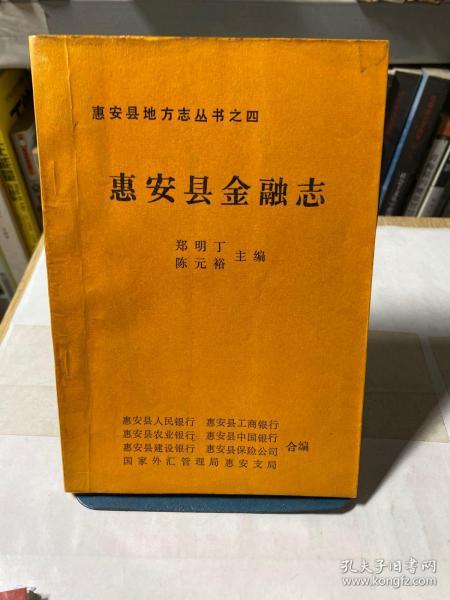 惠安县地方志丛书之四
惠安县金融志
郑明丁
陈元裕 主编
惠安县人民银行 惠安县工商银行
惠安县农业银行 惠安县中国银行
惠安县建设银行 惠安县保险公司 合编
国家外汇管理局惠安支局
孔夫子旧书网
www.kongfz.com